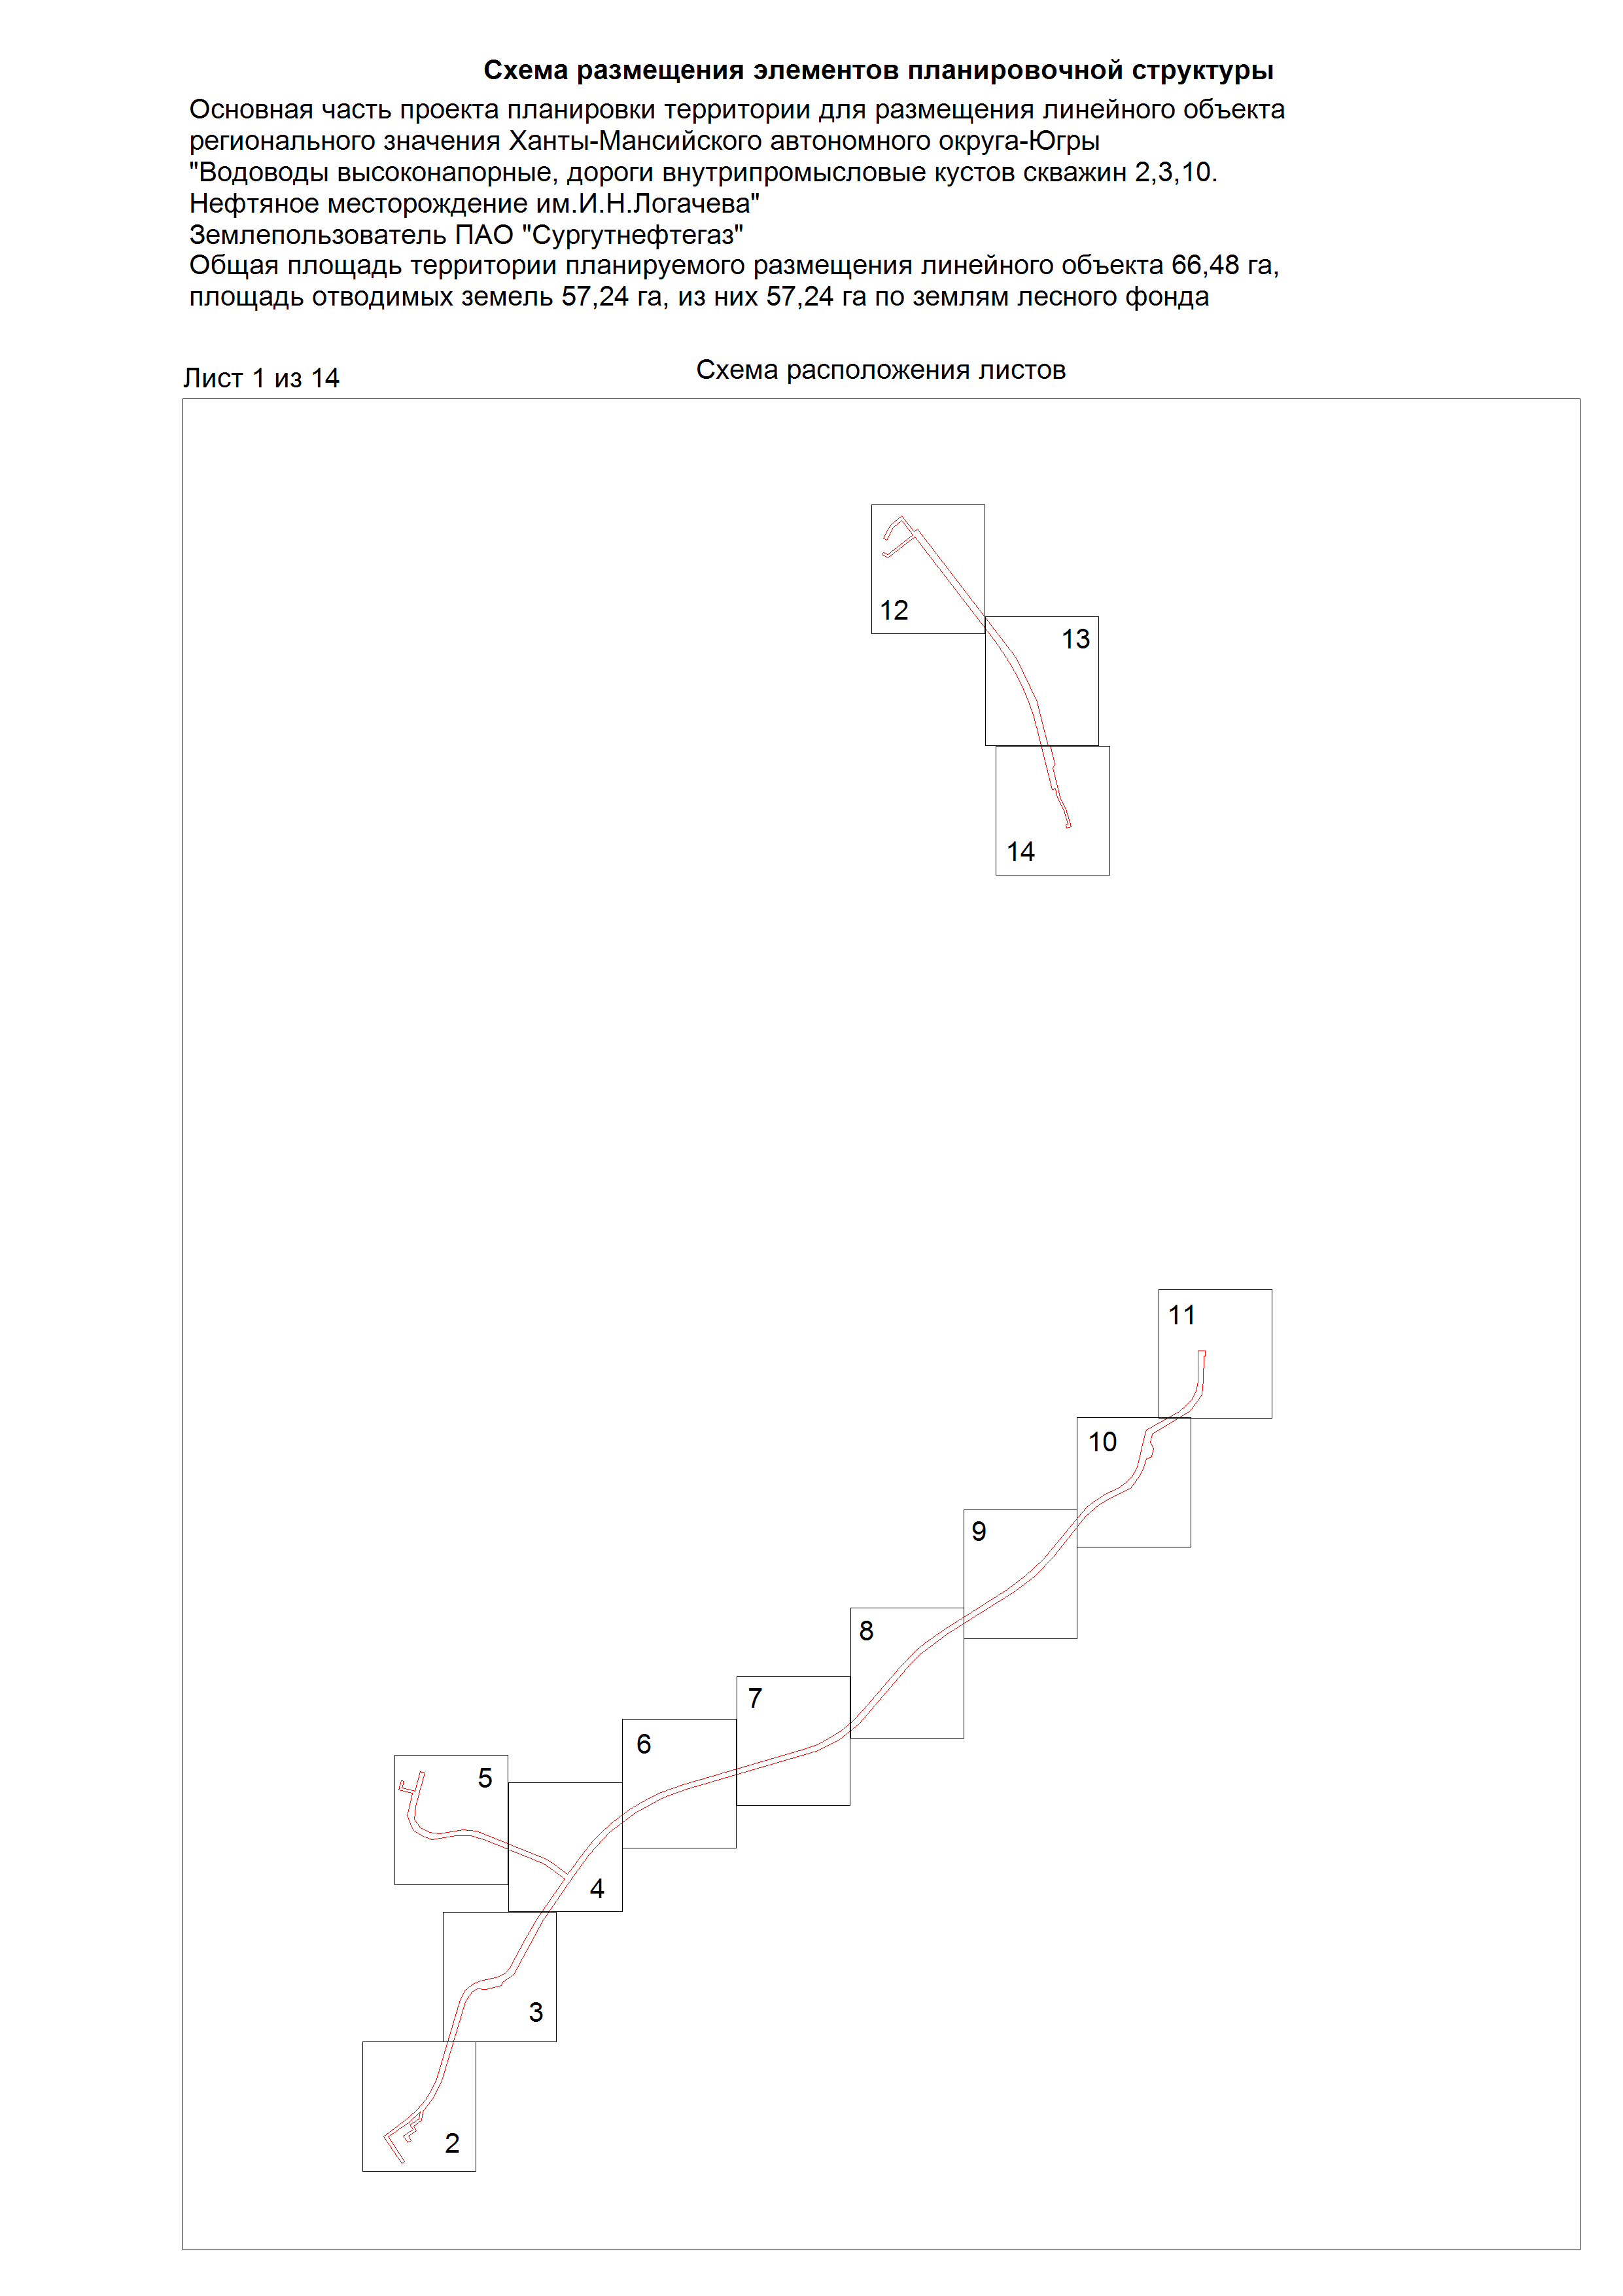 Схема размещения элементов планировочной структуры
Основная часть проекта планировки территории для размещения линейного объекта
регионального значения Ханты-Мансийского автономного округа-Югры
"Водоводы высоконапорные, дороги внутрипромысловые кустов скважин 2,3,10.
Нефтяное месторождение им.И.Н.Логачева"
Землепользователь ПАО "Сургутнефтегаз"
Общая площадь территории планируемого размещения линейного объекта 66,48 га,
площадь отводимых земель 57,24 га, из них 57,24 га по землям лесного фонда
Схема расположения листов
Лист 1 из 14
12
13
14
11
10
9
8
7
6
5
4
3
2